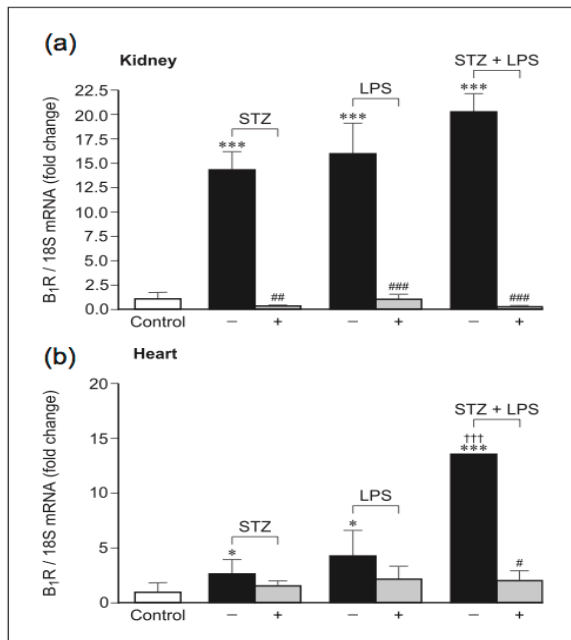 (a)
Kidney
STZ + LPS
LPS
STZ
***
***
***
##
###
###
B₁R / 18S mRNA (fold change)
22.5
20.0
17.5
15.0
12.5
10.0
7.5
5.0
2.5
0.0
Control – + – + – +
(b)
Heart
STZ + LPS
LPS
STZ
†††
***
*
*
#
B₁R / 18S mRNA (fold change)
20
15
10
5
0
Control – + – + – +